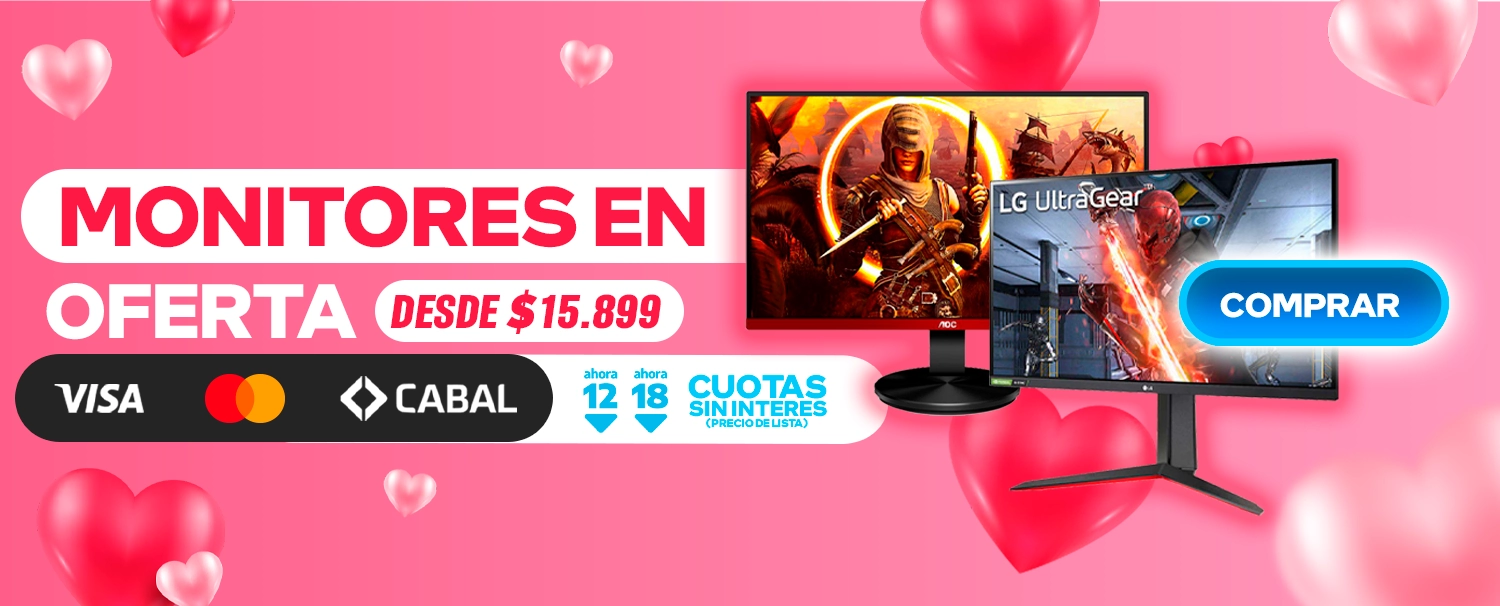 MONITORES EN
OFERTA DESDE $15.899
VISA CABAL
ahora 12 ahora 18
CUOTAS
SIN INTERES
(PRECIO DE LISTA)
AOC
LG UltraGear
LG
COMPRAR